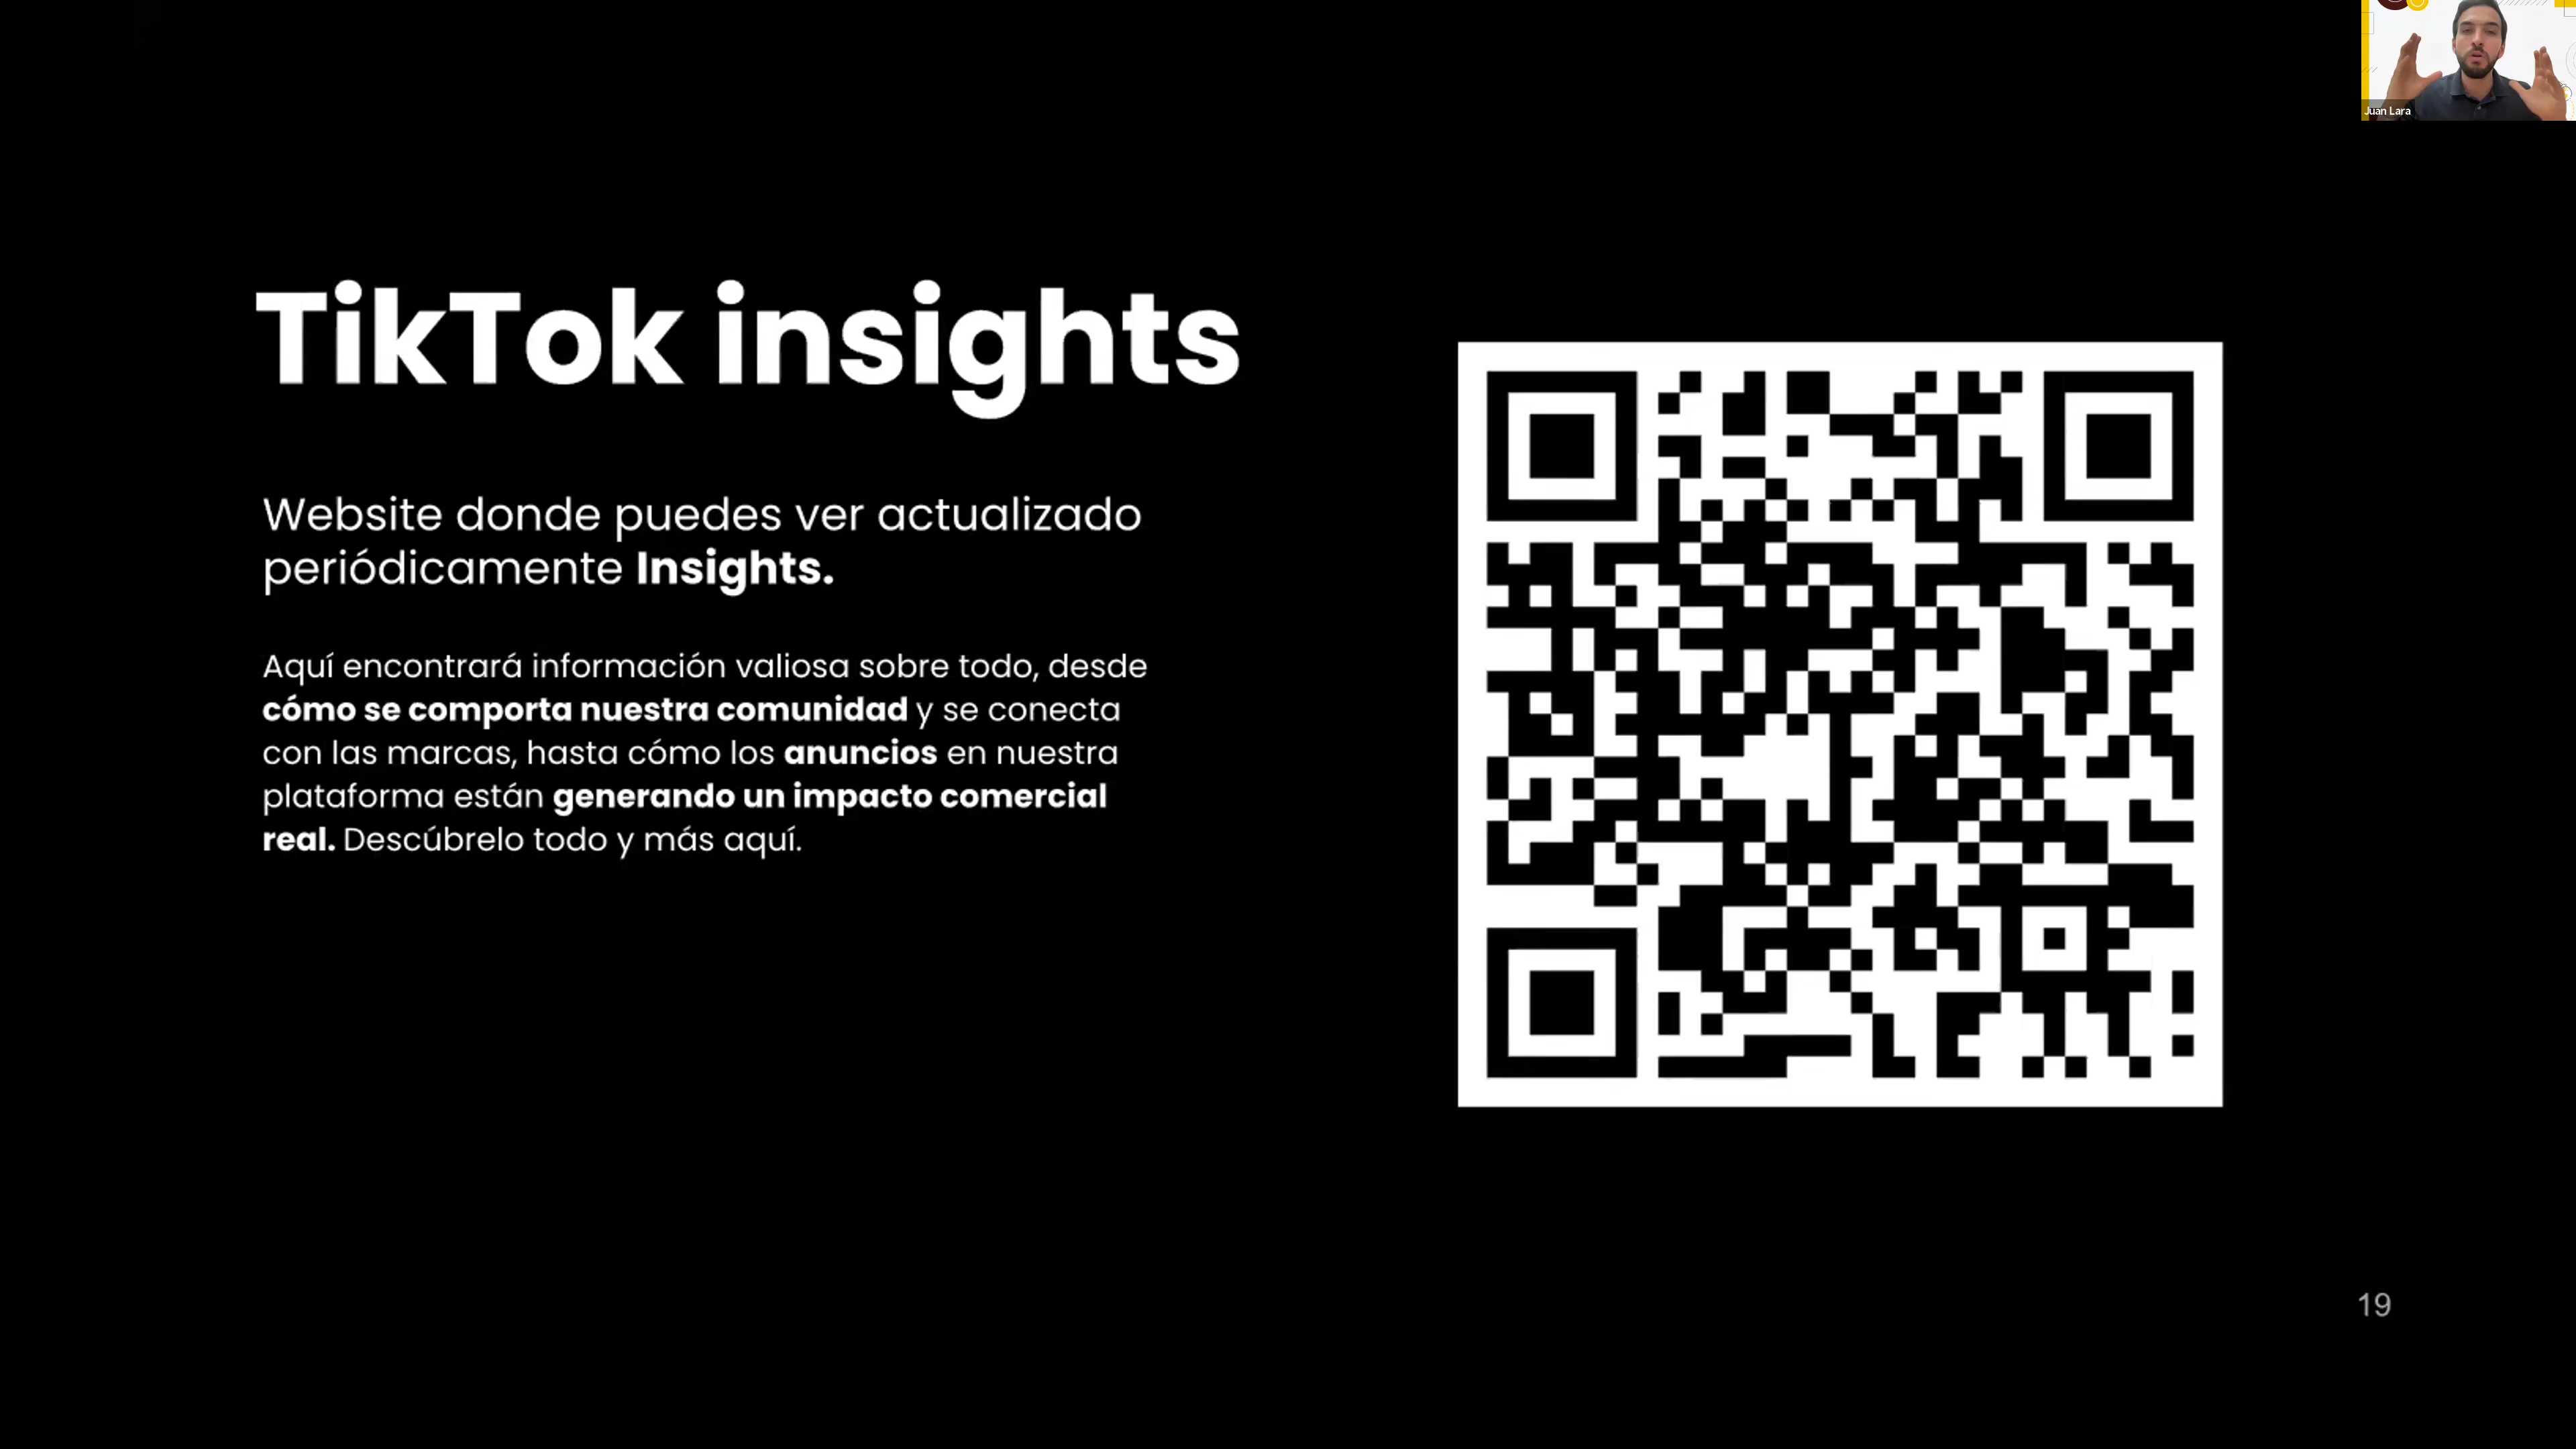 Juan Lara
TikTok insights
Website donde puedes ver actualizado
periódicamente Insights.
Aquí encontrará información valiosa sobre todo, desde
cómo se comporta nuestra comunidad y se conecta
con las marcas, hasta cómo los anuncios en nuestra
plataforma están generando un impacto comercial
real. Descúbrelo todo y más aquí.
19